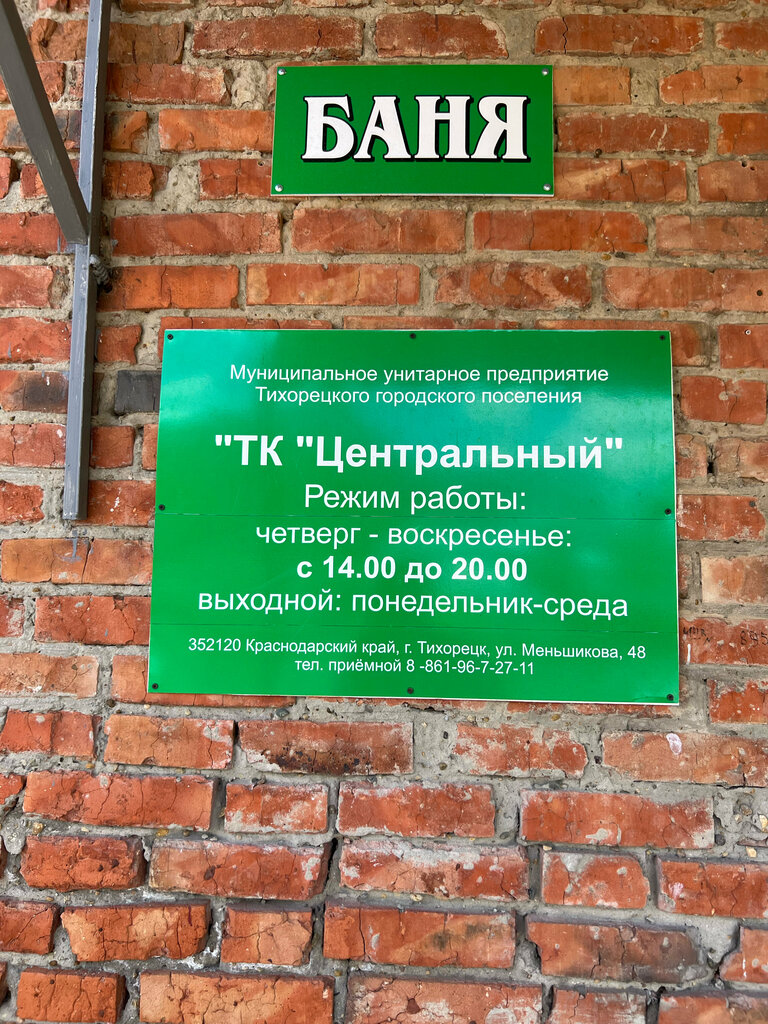 БАНЯ
Муниципальное унитарное предприятие
Тихорецкого городского поселения
"ТК "Центральный"
Режим работы:
четверг - воскресенье:
с 14.00 до 20.00
выходной: понедельник-среда
352120 Краснодарский край, г. Тихорецк, ул. Меньшикова, 48
тел. приёмной 8 -861-96-7-27-11